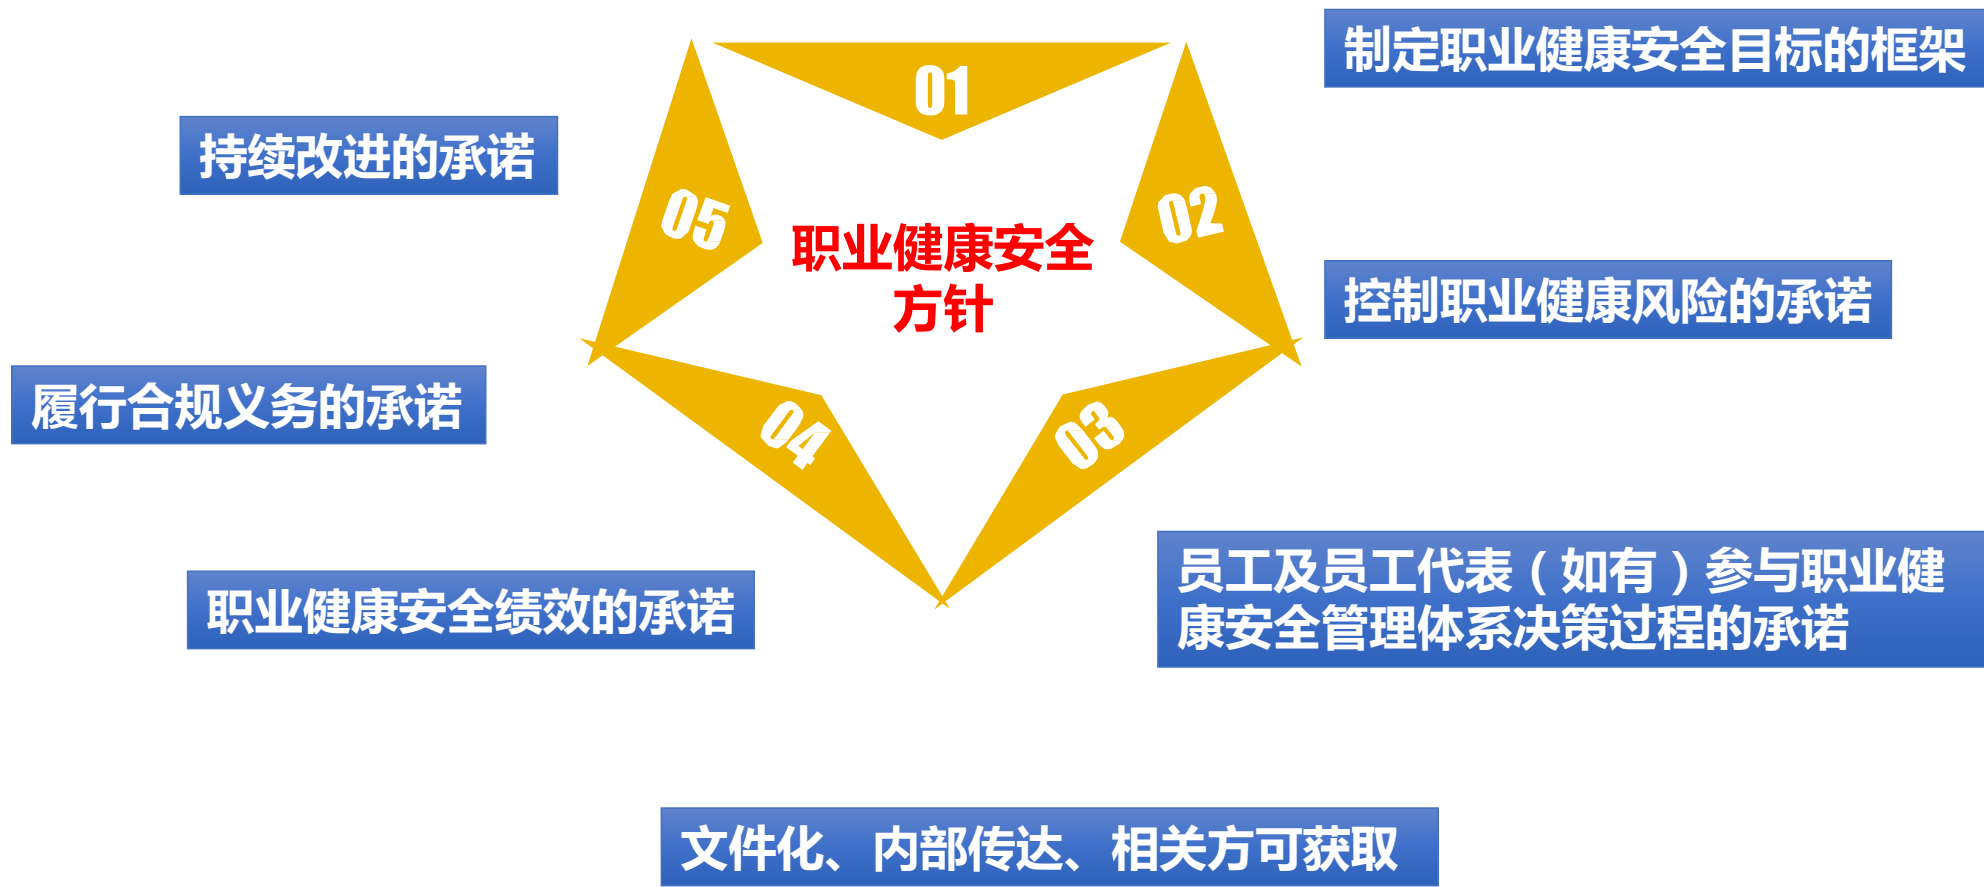 制定职业健康安全目标的框架
01
持续改进的承诺
05
02
职业健康安全
方针
控制职业健康风险的承诺
履行合规义务的承诺
04
03
员工及员工代表（如有）参与职业健
康安全管理体系决策过程的承诺
职业健康安全绩效的承诺
文件化、内部传达、相关方可获取